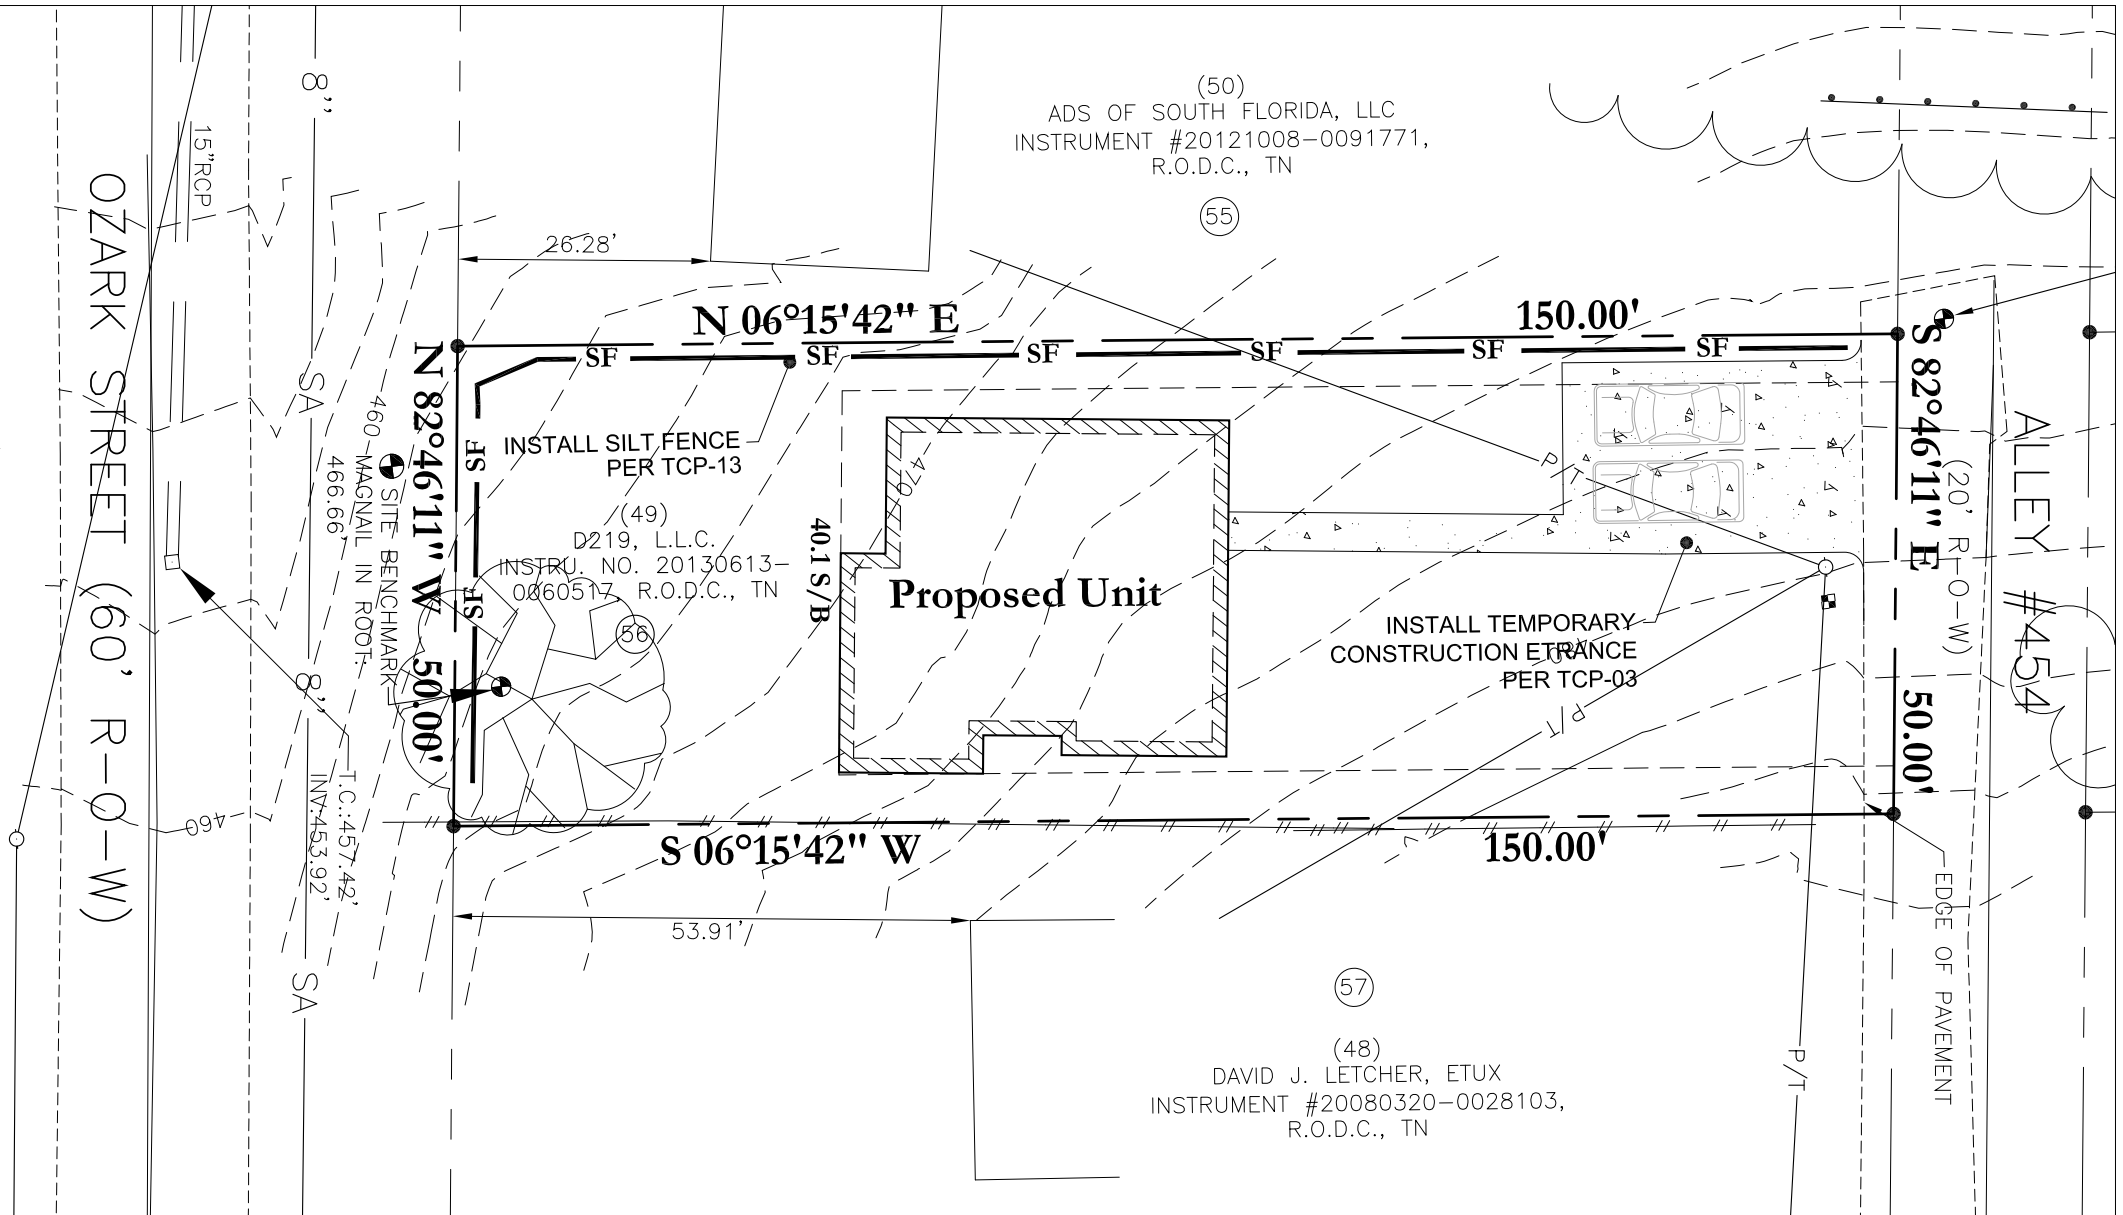 (50)
ADS OF SOUTH FLORIDA, LLC
INSTRUMENT #20121008-0091771,
R.O.D.C., TN
55
8''
15"RCP
OZARK STREET (60' R-O-W)
26.28'
N 06°15'42" E
150.00'
SF
SF
SF
SF
SF
SF
N 82°46'11" W
50.00'
S 82°46'11" E
50.00'
SA
460
SITE BENCHMARK
MAGNAIL IN ROOT.
466.66'
SF
SF
INSTALL SILT FENCE
PER TCP-13
(49)
D219, L.L.C.
INSTRU. NO. 20130613-
0060517, R.O.D.C., TN
56
40.1 S/B
470
Proposed Unit
P/T
INSTALL TEMPORARY
CONSTRUCTION ETRANCE
PER TCP-03
480
P/T
ALLEY #454
(20' R-O-W)
8''
T.C.:457.42'
INV:453.92'
460
SA
S 06°15'42" W
150.00'
53.91'
EDGE OF PAVEMENT
57
(48)
DAVID J. LETCHER, ETUX
INSTRUMENT #20080320-0028103,
R.O.D.C., TN
P/T